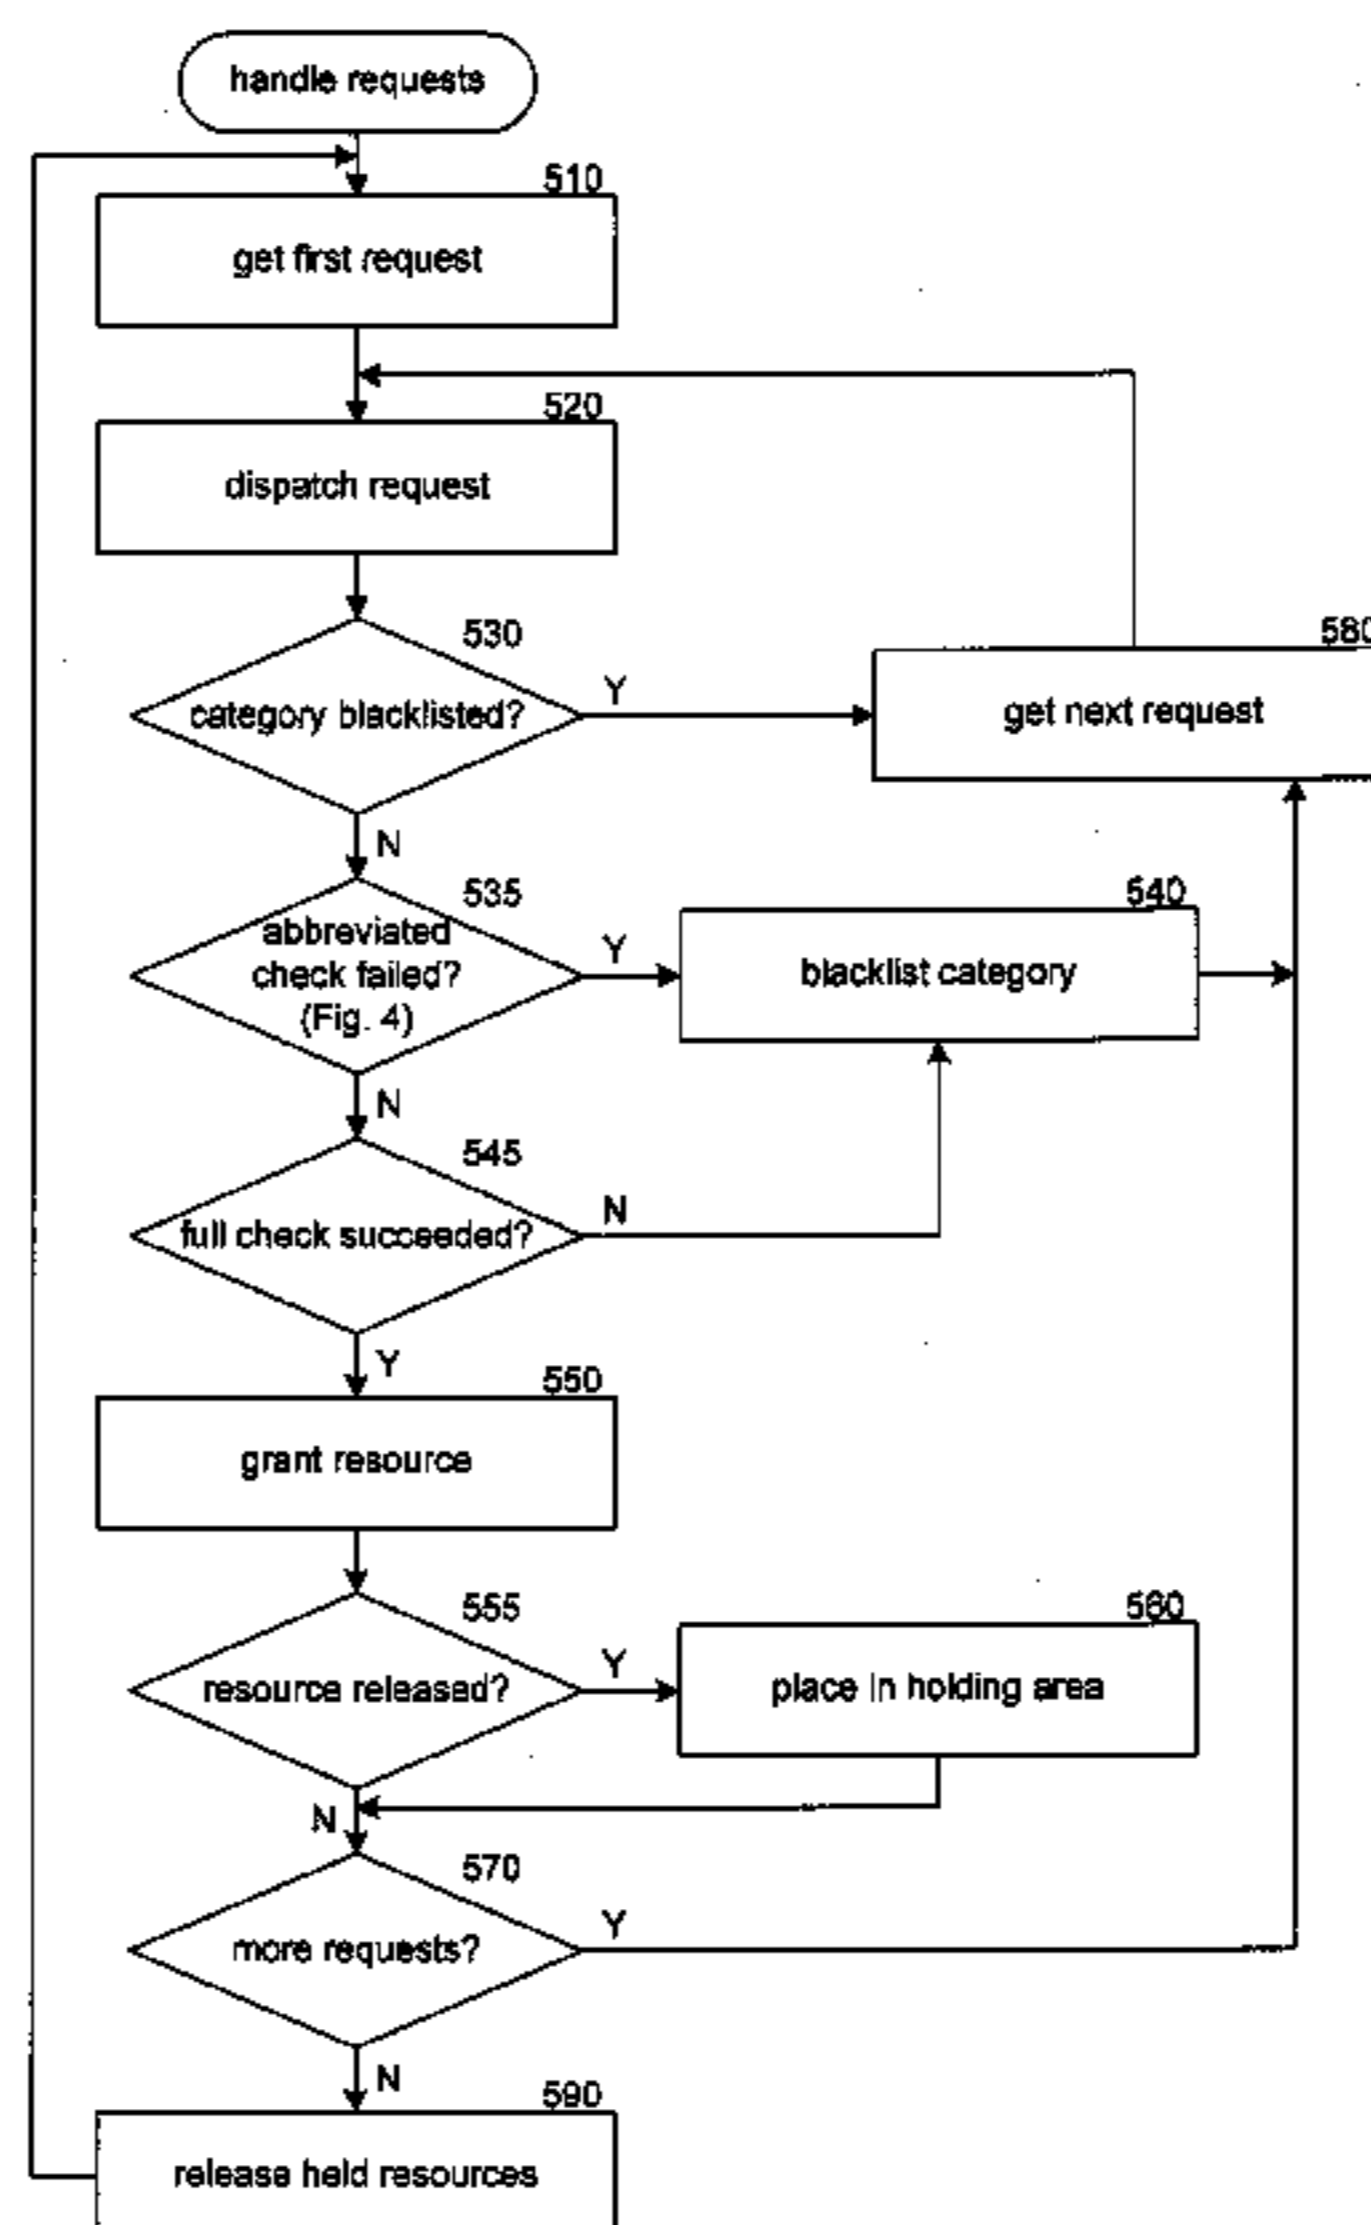 handle requests
510
get first request
520
dispatch request
530
category blacklisted?
Y
580
get next request
N
535
abbreviated
check failed?
(Fig. 4)
Y
540
blacklist category
N
545
full check succeeded?
N
Y
550
grant resource
555
resource released?
Y
560
place in holding area
N
570
more requests?
Y
N
590
release held resources